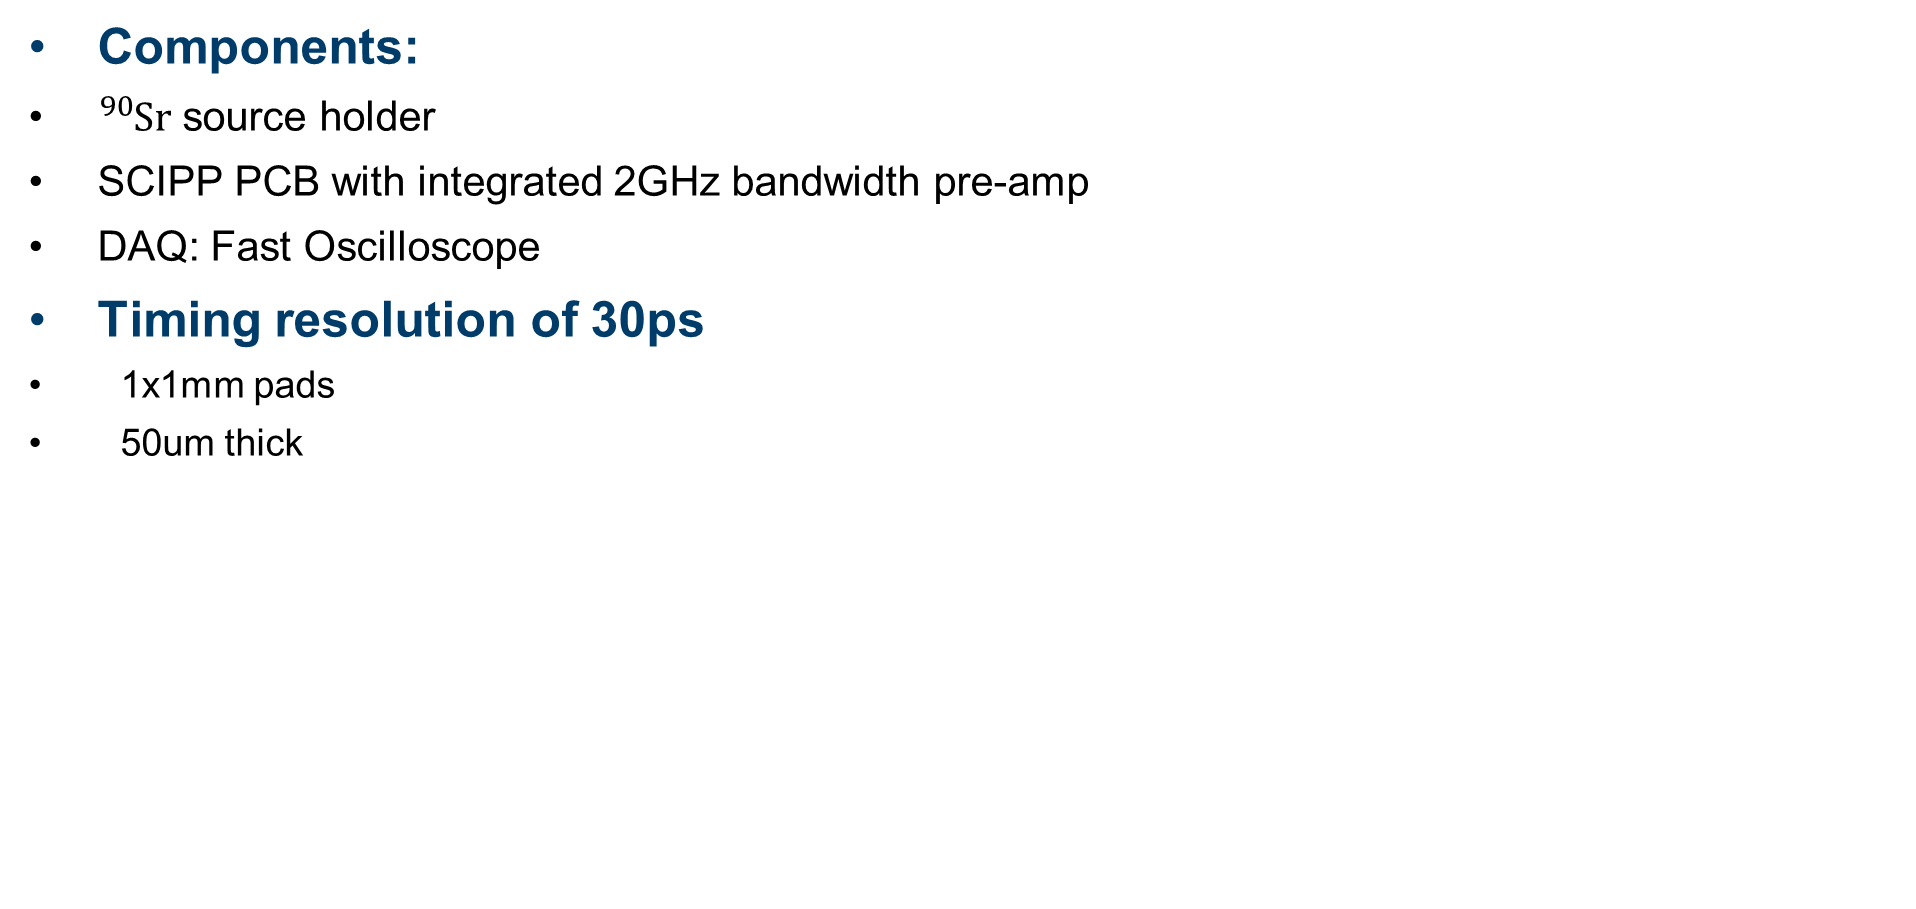 • Components:
• ⁹⁰Sr source holder
• SCIPP PCB with integrated 2GHz bandwidth pre-amp
• DAQ: Fast Oscilloscope
• Timing resolution of 30ps
• 1x1mm pads
• 50um thick